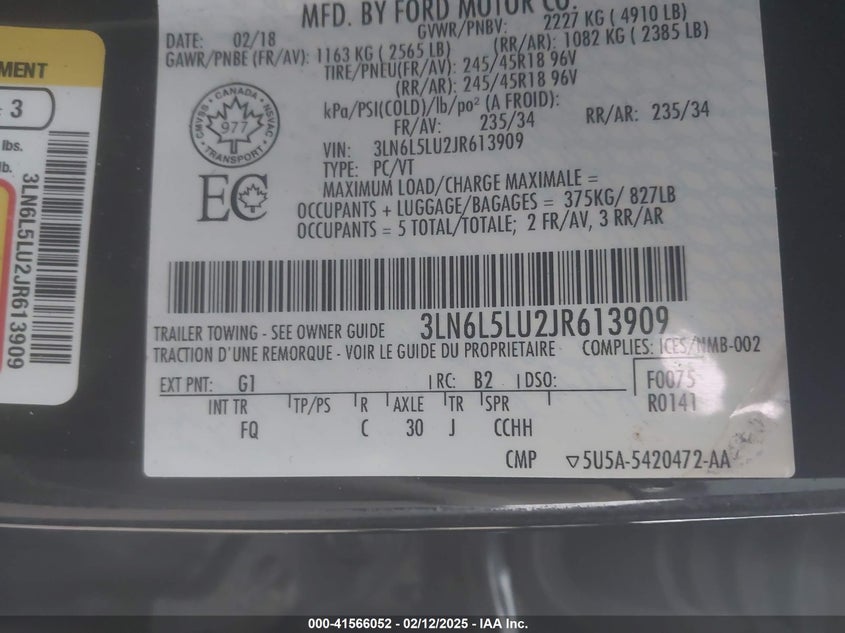 MFD. BY FORD MOTOR CO.
DATE: 02/18
GVWR/PNBV: 2227 KG ( 4910 LB)
GAWR/PNBE (FR/AV): 1163 KG ( 2565 LB)
(RR/AR): 1082 KG ( 2385 LB)
TIRE/PNEU(FR/AV): 245/45R18 96V
(RR/AR): 245/45R18 96V
kPa/PSI(COLD)/lb/po² (A FROID):
FR/AV: 235/34
RR/AR: 235/34
VIN: 3LN6L5LU2JR613909
TYPE: PC/VT
MAXIMUM LOAD/CHARGE MAXIMALE =
OCCUPANTS + LUGGAGE/BAGAGES = 375KG/ 827LB
OCCUPANTS = 5 TOTAL/TOTALE; 2 FR/AV, 3 RR/AR
CANADA
CMVSS
NSVAC
977
TRANSPORT
EC
3LN6L5LU2JR613909
TRAILER TOWING - SEE OWNER GUIDE
TRACTION D'UNE REMORQUE - VOIR LE GUIDE DU PROPRIETAIRE
COMPLIES: ICES/NMB-002
EXT PNT: G1
RC: B2
DSO:
F0075
R0141
INT TR TP/PS R AXLE TR SPR
FQ C 30 J CCHH
CMP ▽5U5A-5420472-AA
MENT
3
lbs.
lb.
3LN6L5LU2JR613909
000-41566052 - 02/12/2025 - IAA Inc.